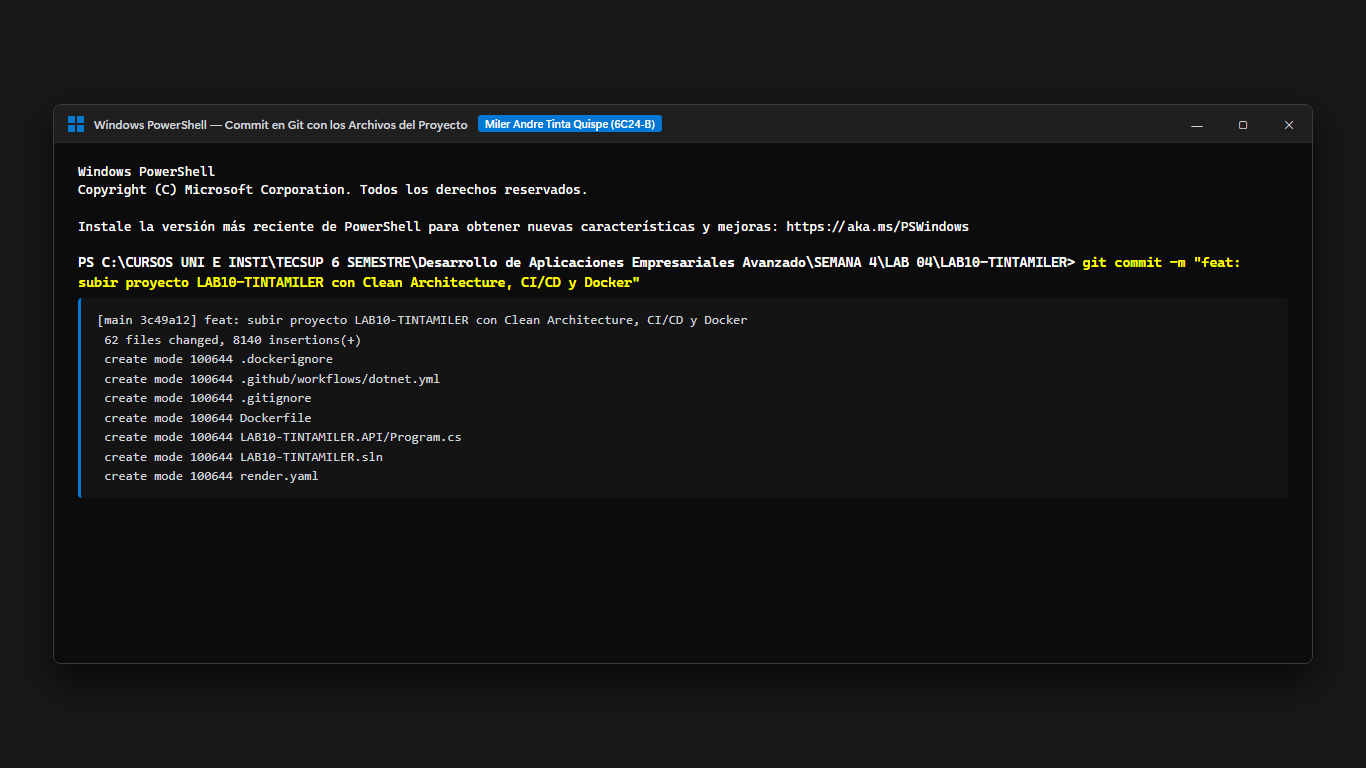 Windows PowerShell — Commit en Git con los Archivos del Proyecto Miler Andre Tinta Quispe (6C24-B)
Windows PowerShell
Copyright (C) Microsoft Corporation. Todos los derechos reservados.
Instale la versión más reciente de PowerShell para obtener nuevas características y mejoras: https://aka.ms/PSWindows
PS C:\CURSOS UNI E INSTI\TECSUP 6 SEMESTRE\Desarrollo de Aplicaciones Empresariales Avanzado\SEMANA 4\LAB 04\LAB10-TINTAMILER> git commit -m "feat:
subir proyecto LAB10-TINTAMILER con Clean Architecture, CI/CD y Docker"
[main 3c49a12] feat: subir proyecto LAB10-TINTAMILER con Clean Architecture, CI/CD y Docker
62 files changed, 8140 insertions(+)
create mode 100644 .dockerignore
create mode 100644 .github/workflows/dotnet.yml
create mode 100644 .gitignore
create mode 100644 Dockerfile
create mode 100644 LAB10-TINTAMILER.API/Program.cs
create mode 100644 LAB10-TINTAMILER.sln
create mode 100644 render.yaml